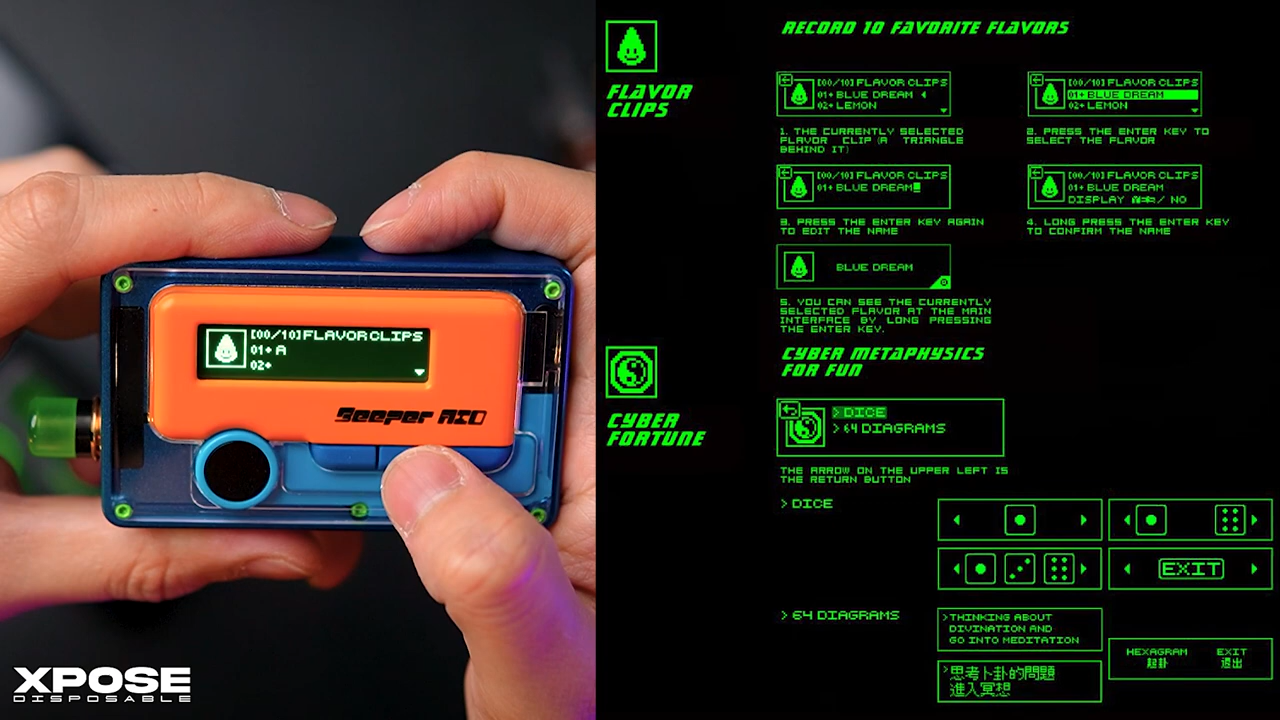 [00/10]FLAVOR CLIPS
01+ A
02+
Beeper AIO
XPOSE
DISPOSABLE
FLAVOR
CLIPS
RECORD 10 FAVORITE FLAVORS
[00/10] FLAVOR CLIPS
01+ BLUE DREAM
02+ LEMON
1. THE CURRENTLY SELECTED
FLAVOR CLIP (A TRIANGLE
BEHIND IT)
[00/10] FLAVOR CLIPS
01+ BLUE DREAM
02+ LEMON
2. PRESS THE ENTER KEY TO
SELECT THE FLAVOR
[00/10] FLAVOR CLIPS
01+ BLUE DREAM
3. PRESS THE ENTER KEY AGAIN
TO EDIT THE NAME
[00/10] FLAVOR CLIPS
01+ BLUE DREAM
DISPLAY / NO
4. LONG PRESS THE ENTER KEY
TO CONFIRM THE NAME
BLUE DREAM
5. YOU CAN SEE THE CURRENTLY
SELECTED FLAVOR AT THE MAIN
INTERFACE BY LONG PRESSING
THE ENTER KEY.
CYBER
FORTUNE
CYBER METAPHYSICS
FOR FUN
> DICE
> 64 DIAGRAMS
THE ARROW ON THE UPPER LEFT IS
THE RETURN BUTTON
> DICE
EXIT
> 64 DIAGRAMS
>THINKING ABOUT
DIVINATION AND
GO INTO MEDITATION
>思考卜卦的問題
進入冥想
HEXAGRAM EXIT
起卦 退出